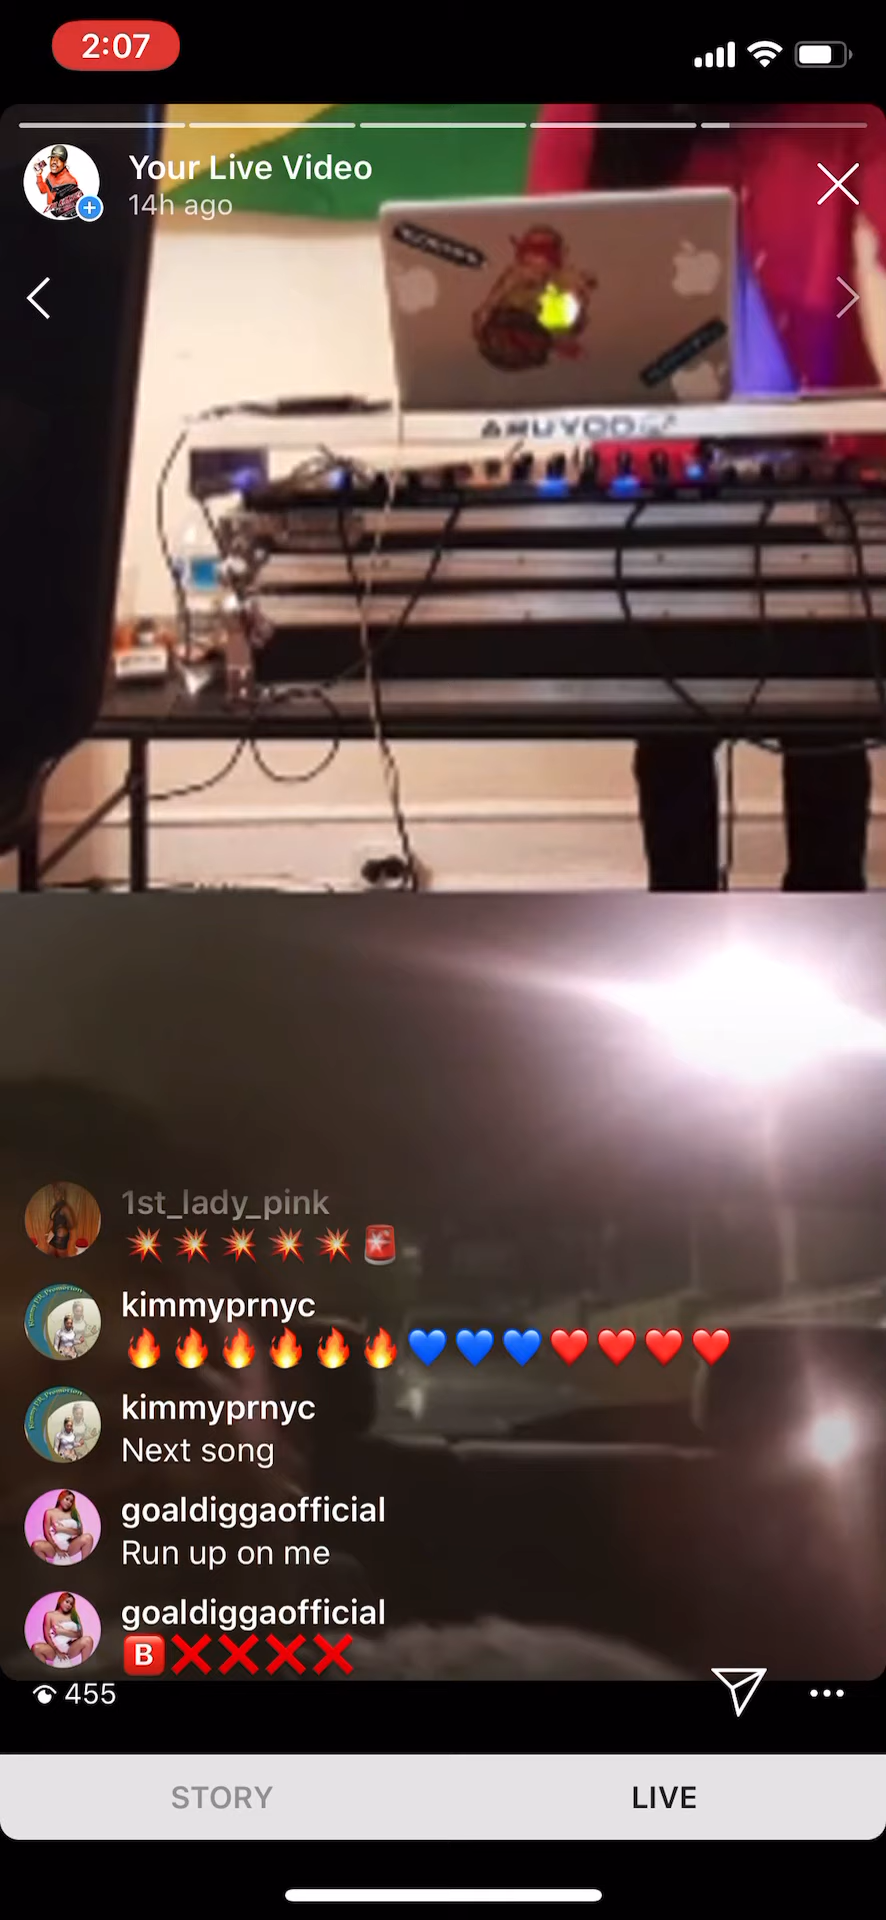 2:07
Your Live Video
14h ago
1st_lady_pink
💥💥💥💥💥🚨
kimmyprnyc
🔥🔥🔥🔥🔥🔥💙💙💙❤️❤️❤️❤️
kimmyprnyc
Next song
goaldiggaofficial
Run up on me
goaldiggaofficial
🅱️❌❌❌❌
455
STORY
LIVE